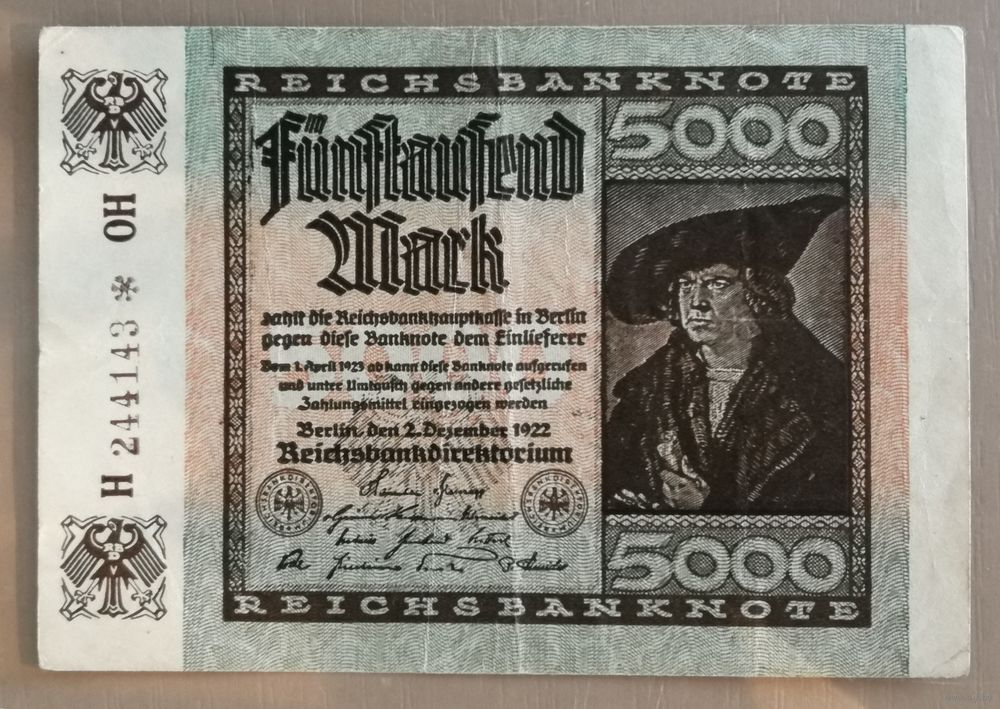 REICHSBANKNOTE
Fünftausend
Mark
zahlt die Reichsbankhauptkasse in Berlin
gegen diese Banknote dem Einlieferer
Vom 1. April 1923 ab kann diese Banknote aufgerufen
und unter Umtausch gegen andere gesetzliche
Zahlungsmittel eingezogen werden
Berlin, den 2. Dezember 1922
Reichsbankdirektorium
5000
5000
REICHSBANKNOTE
H 244143 * OH